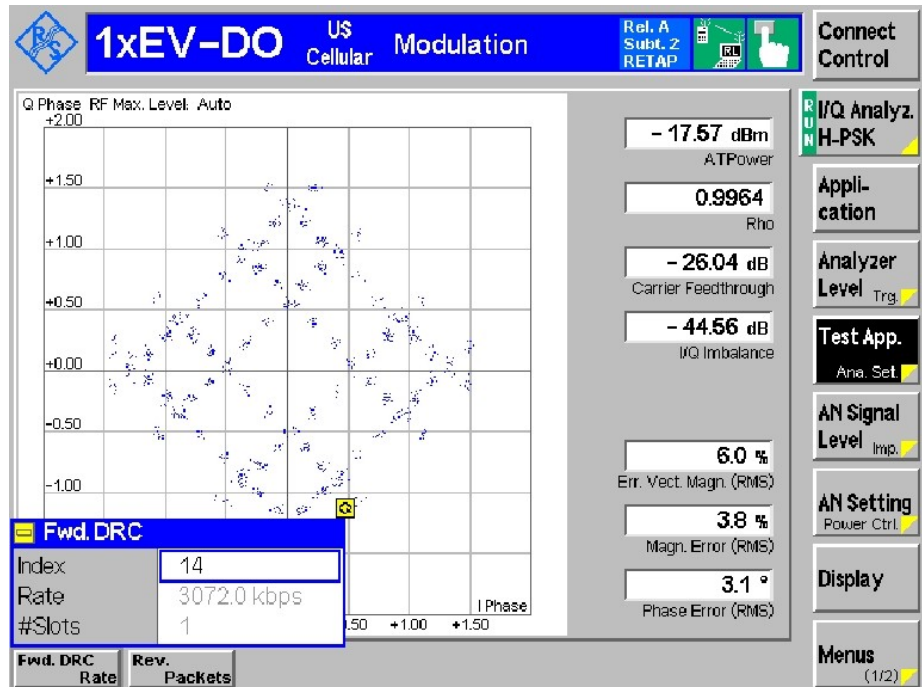 R&S
1xEV-DO
US
Cellular
Modulation
Rel. A
Subt. 2
RETAP
RL
Connect
Control
Q Phase RF Max. Level: Auto
+2.00
+1.50
+1.00
+0.50
+0.00
-0.50
-1.00
Q
I Phase
.50 +1.00 +1.50
- 17.57 dBm
ATPower
0.9964
Rho
- 26.04 dB
Carrier Feedthrough
- 44.56 dB
I/Q Imbalance
6.0 %
Err. Vect. Magn. (RMS)
3.8 %
Magn. Error (RMS)
3.1 °
Phase Error (RMS)
RUN
I/Q Analyz.
H-PSK
Appli-
cation
Analyzer
Level Trg.
Test App.
Ana. Set.
AN Signal
Level Imp.
AN Setting
Power Ctrl.
Display
Menus
(1/2)
Fwd. DRC
Index 14
Rate 3072.0 kbps
#Slots 1
Fwd. DRC
Rate
Rev.
Packets